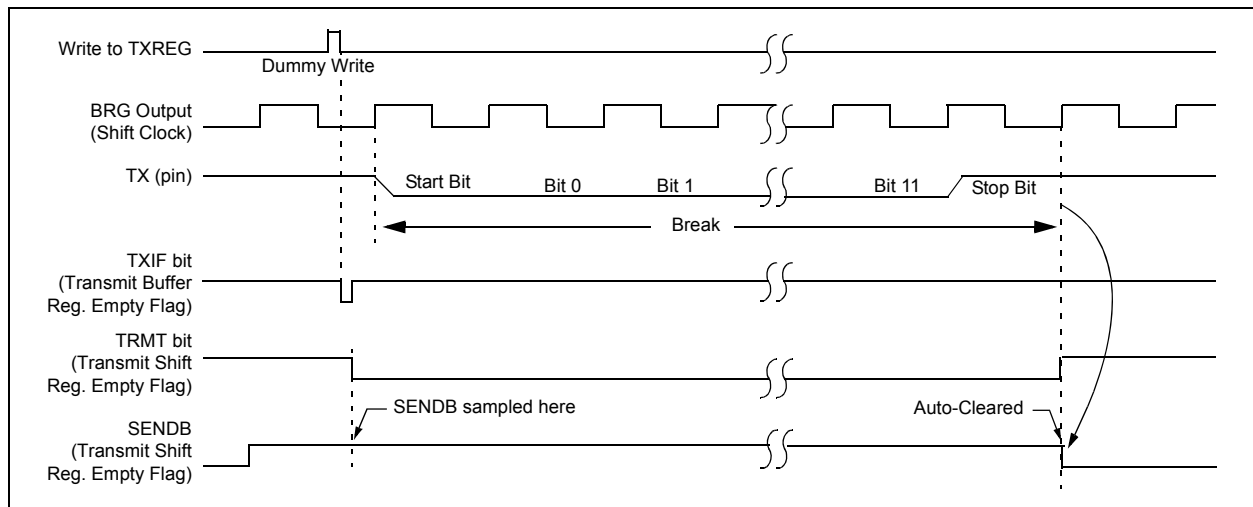 Write to TXREG
Dummy Write
BRG Output
(Shift Clock)
TX (pin)
Start Bit
Bit 0
Bit 1
Bit 11
Stop Bit
Break
TXIF bit
(Transmit Buffer
Reg. Empty Flag)
TRMT bit
(Transmit Shift
Reg. Empty Flag)
SENDB sampled here
Auto-Cleared
SENDB
(Transmit Shift
Reg. Empty Flag)